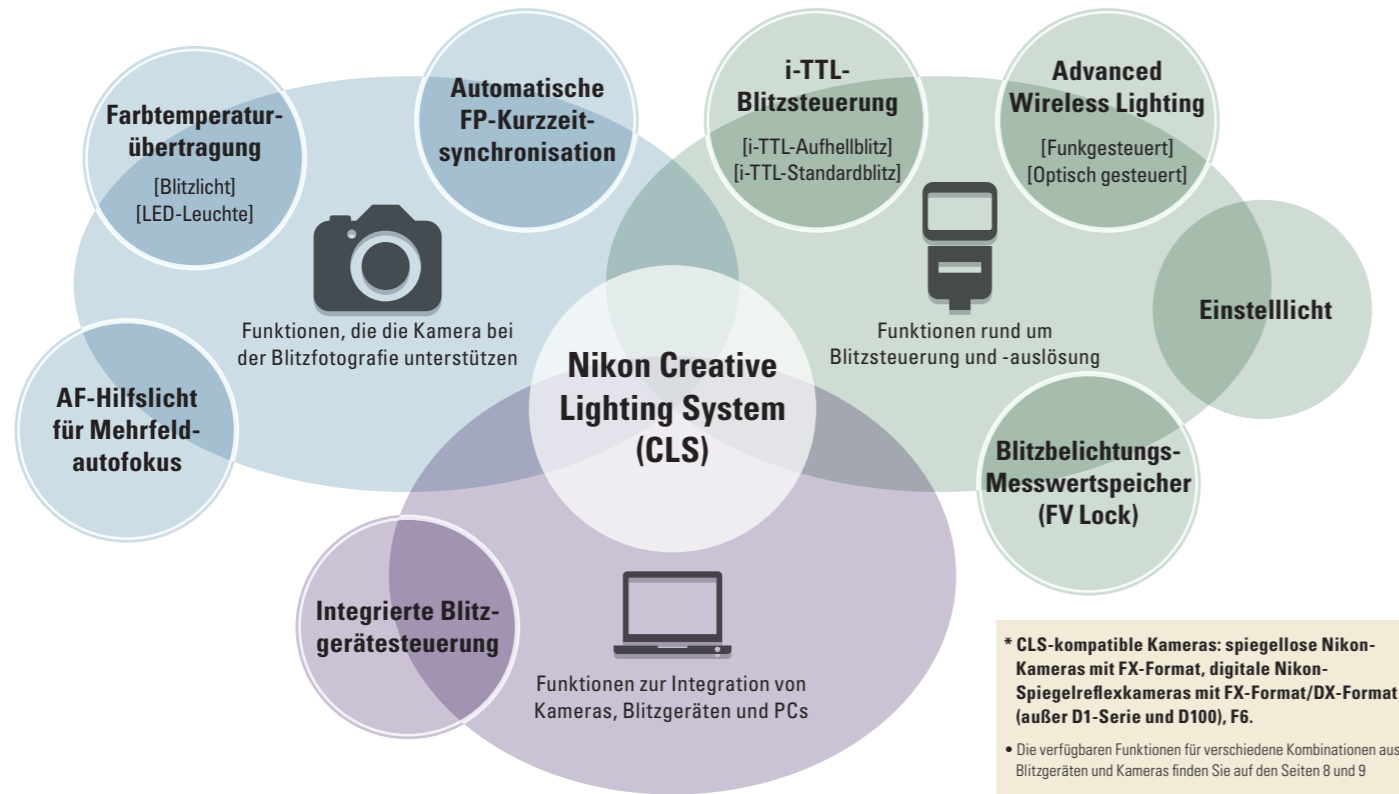 Farbtemperatur-
übertragung
[Blitzlicht]
[LED-Leuchte]
Automatische
FP-Kurzzeit-
synchronisation
i-TTL-
Blitzsteuerung
[i-TTL-Aufhellblitz]
[i-TTL-Standardblitz]
Advanced
Wireless Lighting
[Funkgesteuert]
[Optisch gesteuert]
Funktionen, die die Kamera bei
der Blitzfotografie unterstützen
Funktionen rund um
Blitzsteuerung und -auslösung
Einstelllicht
AF-Hilfslicht
für Mehrfeld-
autofokus
Nikon Creative
Lighting System
(CLS)
Blitzbelichtungs-
Messwertspeicher
(FV Lock)
Integrierte Blitz-
gerätesteuerung
Funktionen zur Integration von
Kameras, Blitzgeräten und PCs
* CLS-kompatible Kameras: spiegellose Nikon-
Kameras mit FX-Format, digitale Nikon-
Spiegelreflexkameras mit FX-Format/DX-Format
(außer D1-Serie und D100), F6.
• Die verfügbaren Funktionen für verschiedene Kombinationen aus
Blitzgeräten und Kameras finden Sie auf den Seiten 8 und 9